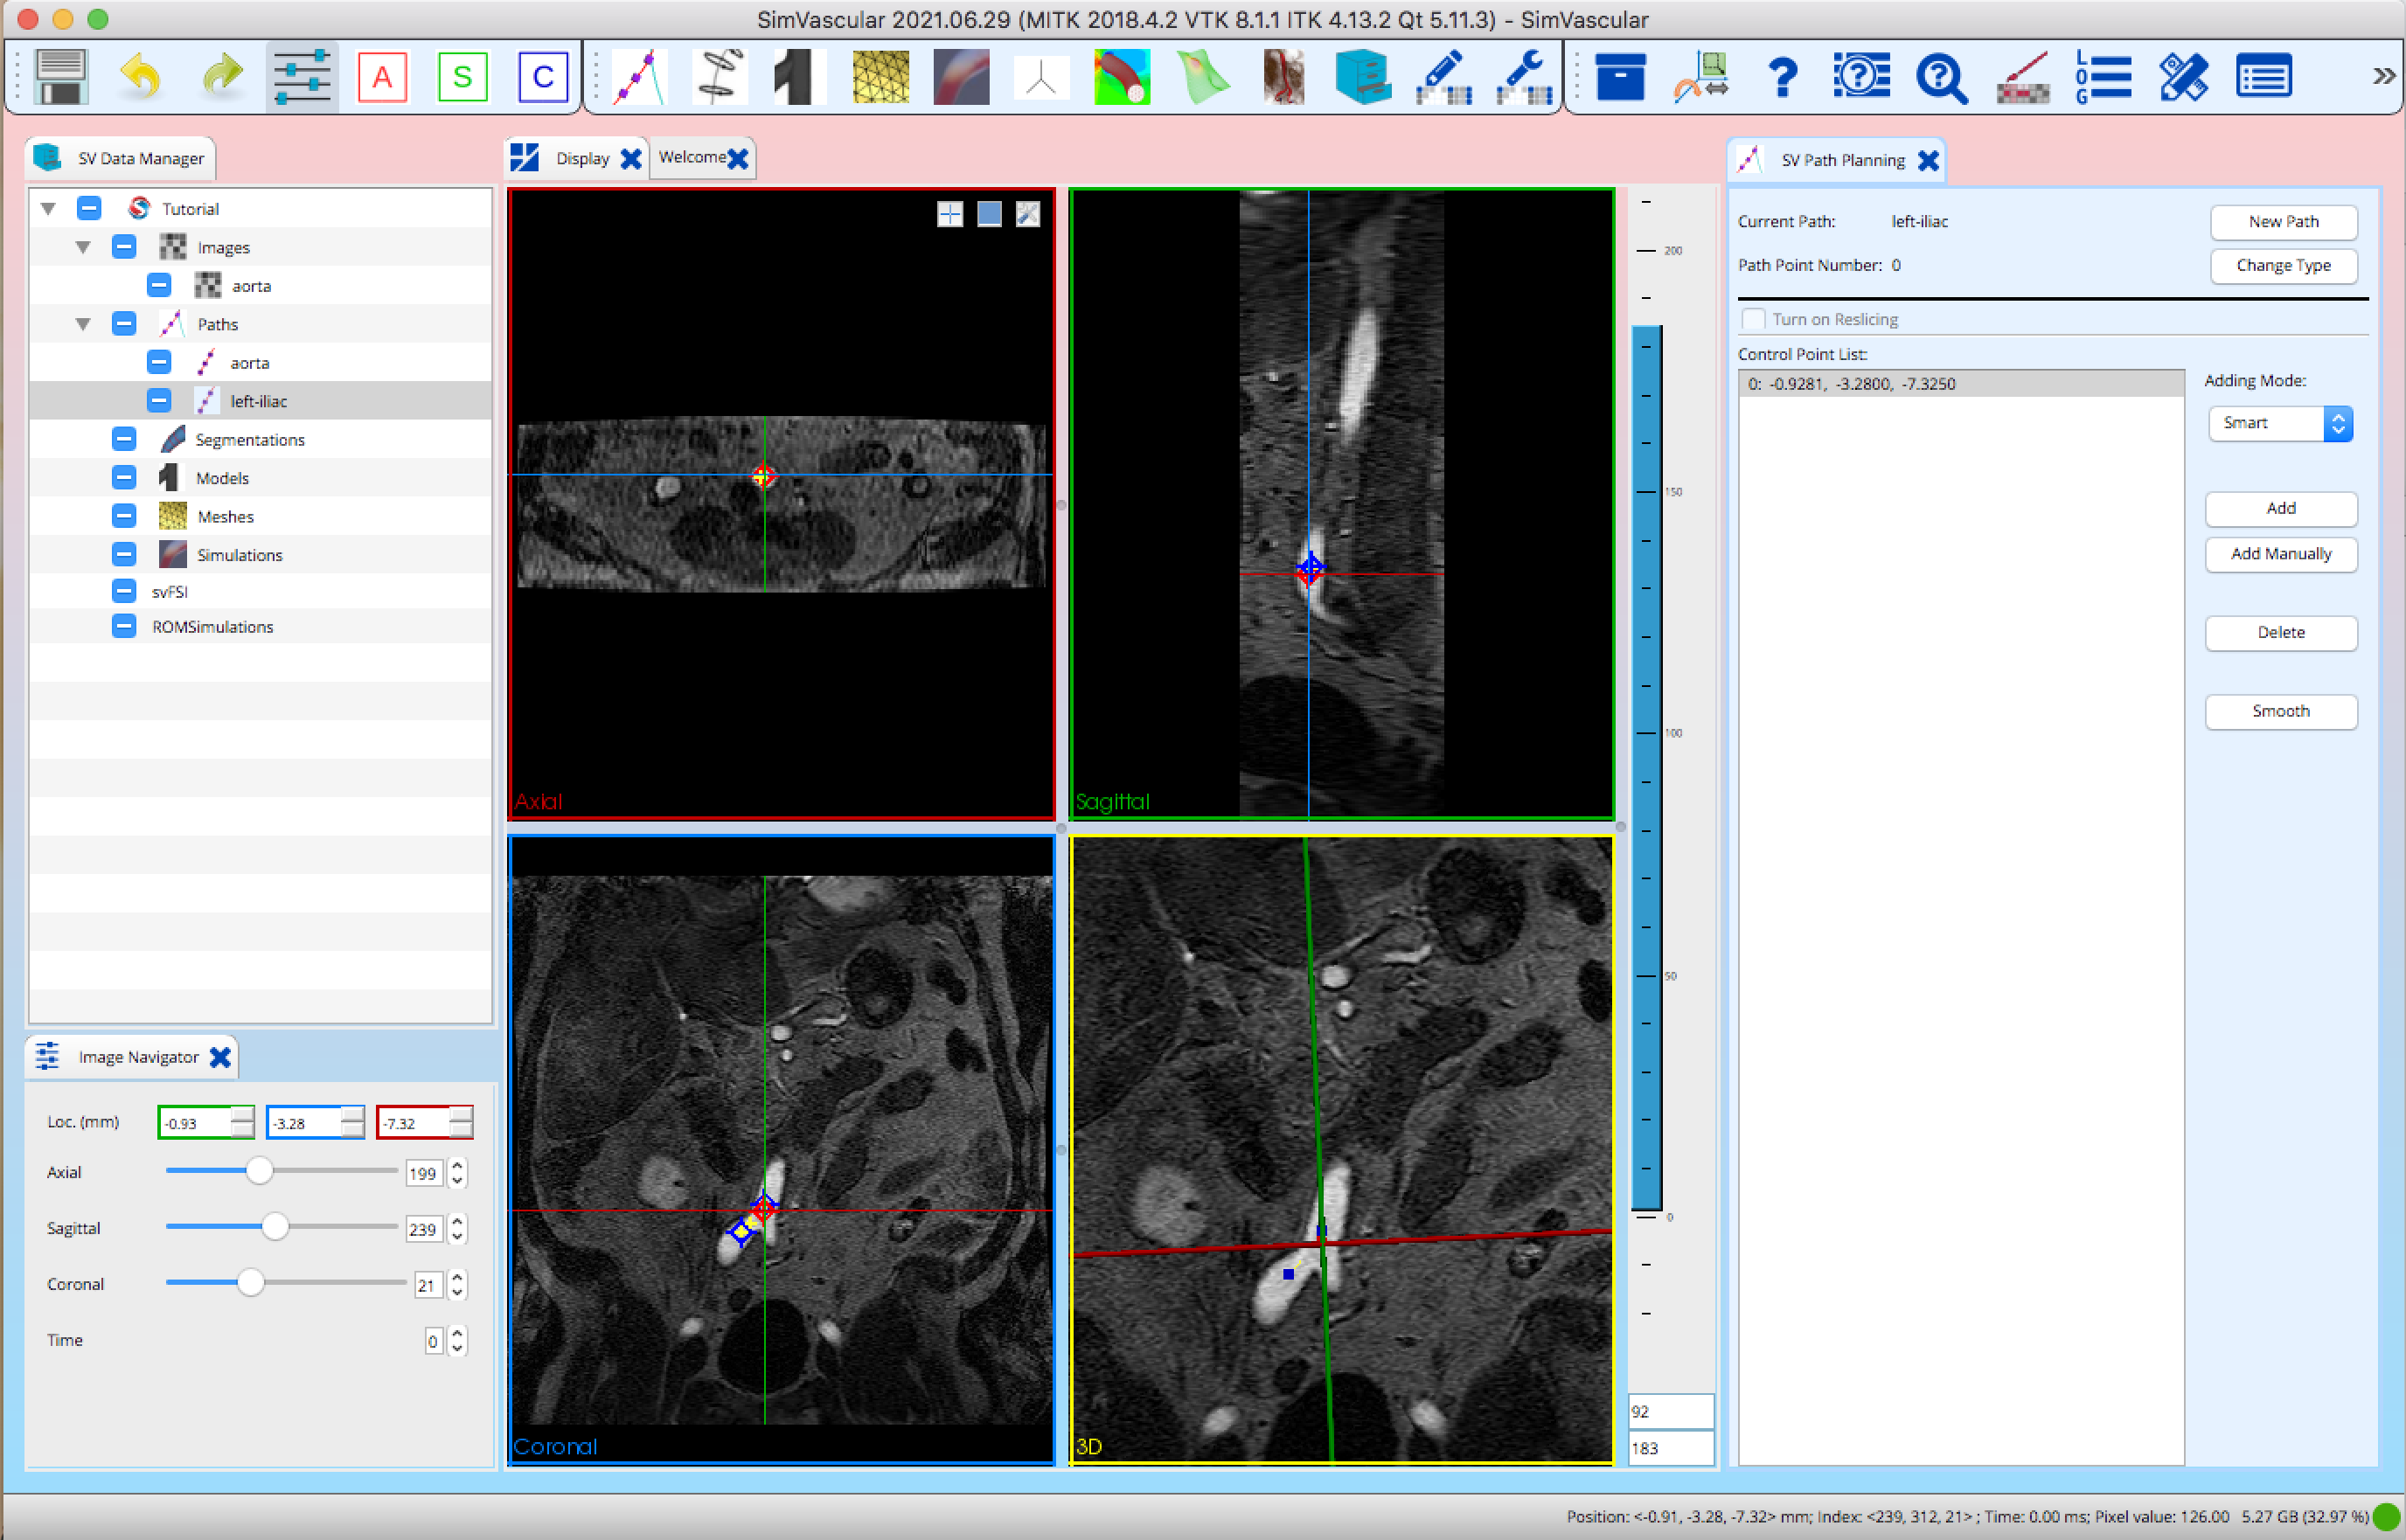 SimVascular 2021.06.29 (MITK 2018.4.2 VTK 8.1.1 ITK 4.13.2 Qt 5.11.3) - SimVascular
A S C ? ? ? LOG »
SV Data Manager
Tutorial
Images
aorta
Paths
aorta
left-iliac
Segmentations
Models
Meshes
Simulations
svFSI
ROMSimulations
Image Navigator
Loc. (mm) -0.93 -3.28 -7.32
Axial 199
Sagittal 239
Coronal 21
Time 0
Display Welcome
Axial
Sagittal
Coronal
3D
200
150
100
50
0
92
183
SV Path Planning
Current Path: left-iliac New Path
Path Point Number: 0 Change Type
Turn on Reslicing
Control Point List:
0: -0.9281, -3.2800, -7.3250
Adding Mode:
Smart
Add
Add Manually
Delete
Smooth
Position: <-0.91, -3.28, -7.32> mm; Index: <239, 312, 21> ; Time: 0.00 ms; Pixel value: 126.00 5.27 GB (32.97 %)